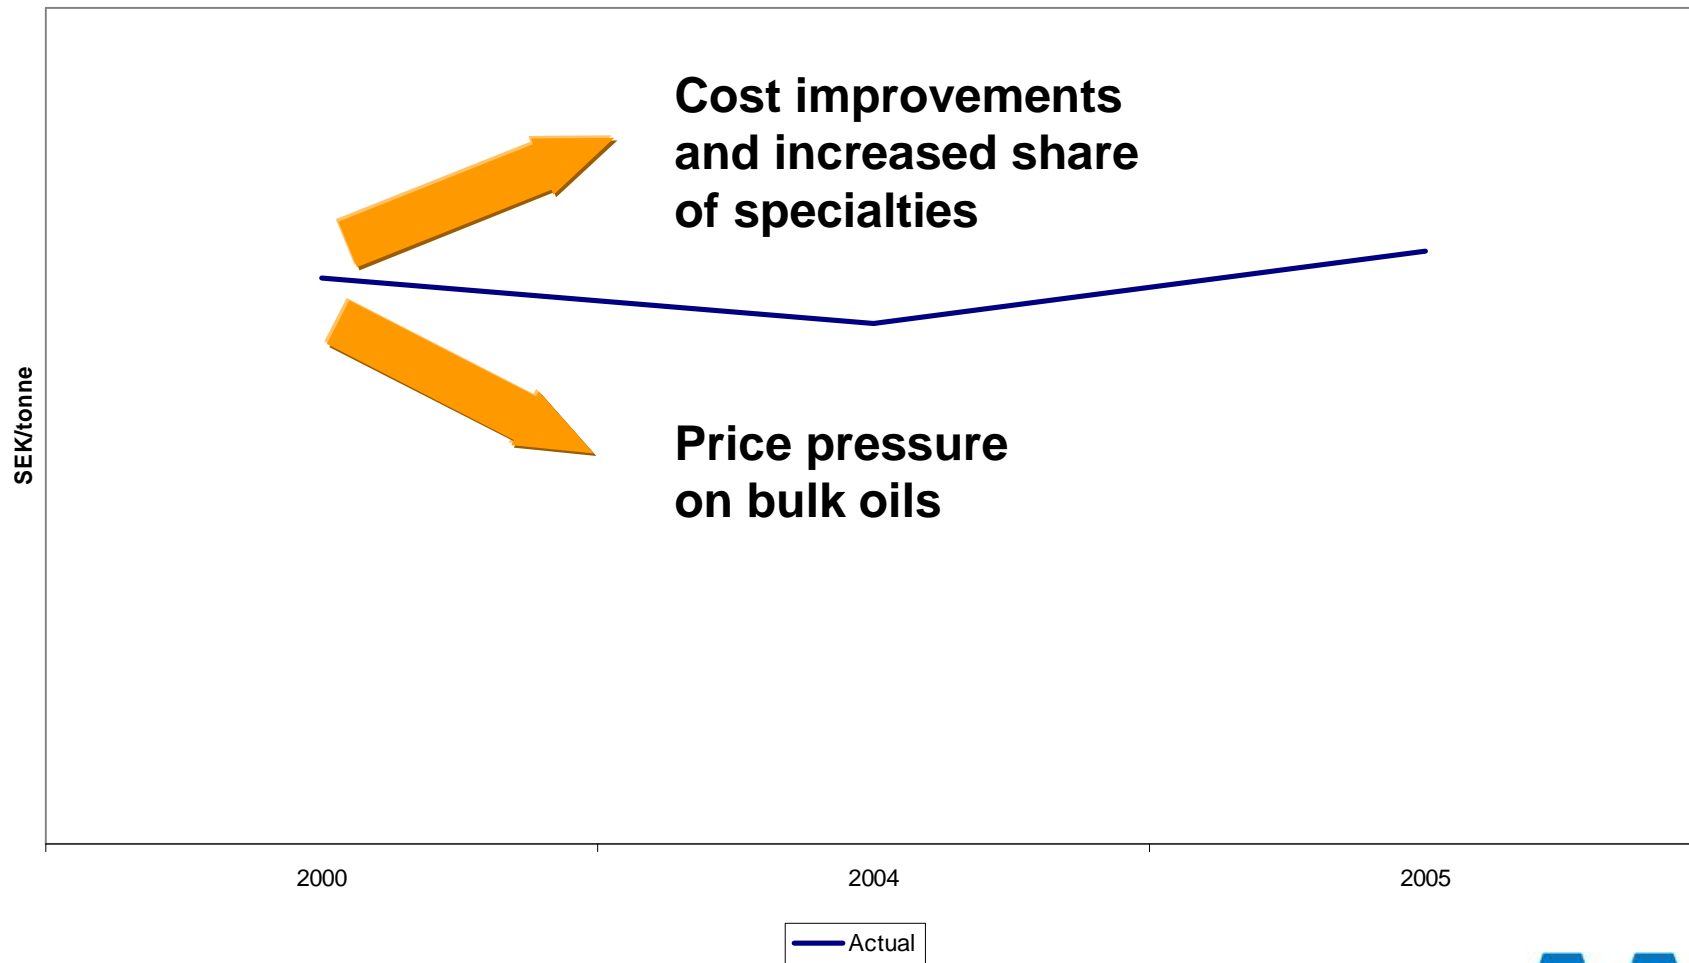 Cost improvements
and increased share
of specialties
SEK/tonne
Price pressure
on bulk oils
2000
2004
2005
Actual